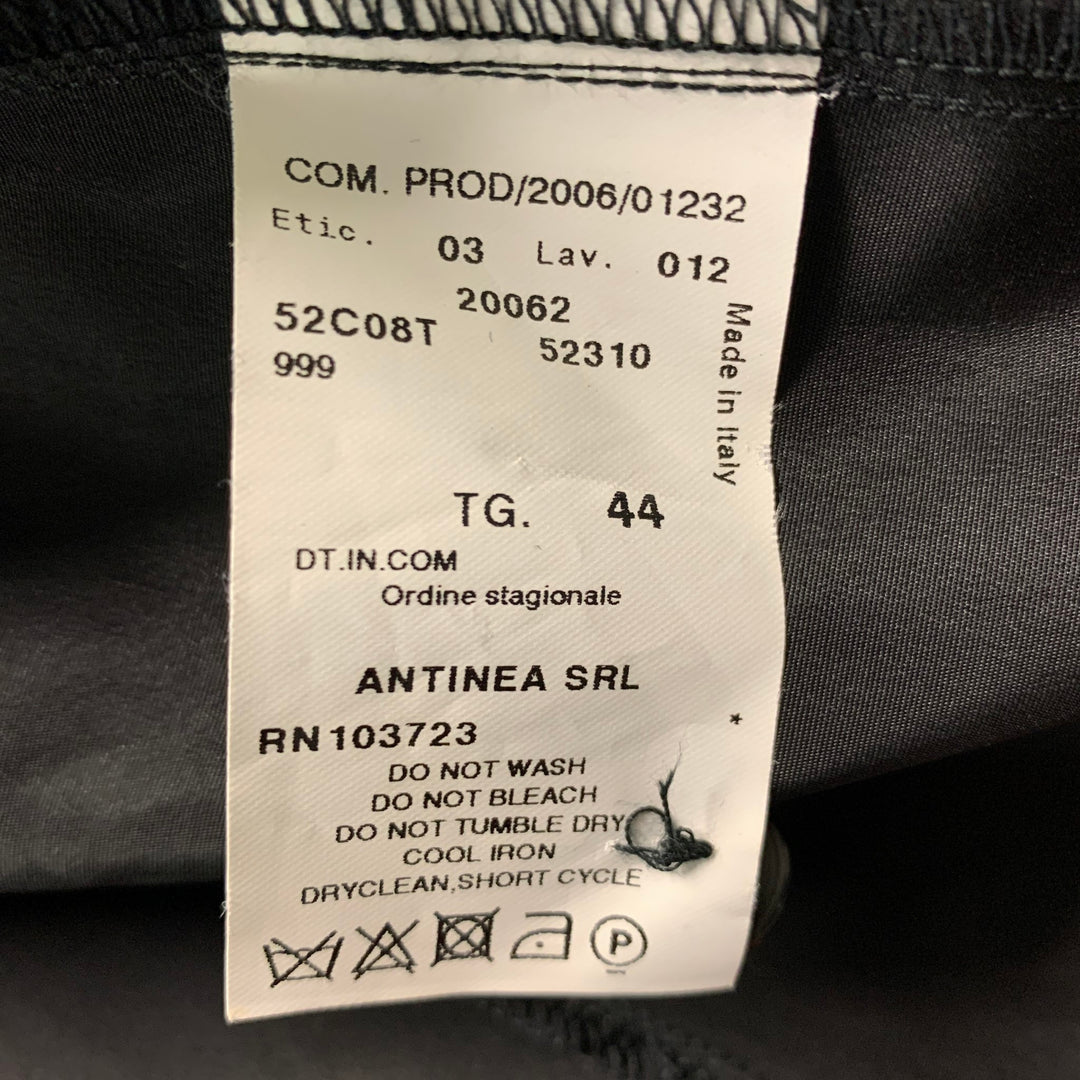 COM. PROD/2006/01232
Etic. 03 Lav. 012
20062
52C08T 52310
999
Made in Italy
TG. 44
DT.IN.COM
Ordine stagionale
ANTINEA SRL
RN103723 *
DO NOT WASH
DO NOT BLEACH
DO NOT TUMBLE DRY
COOL IRON
DRYCLEAN,SHORT CYCLE
P